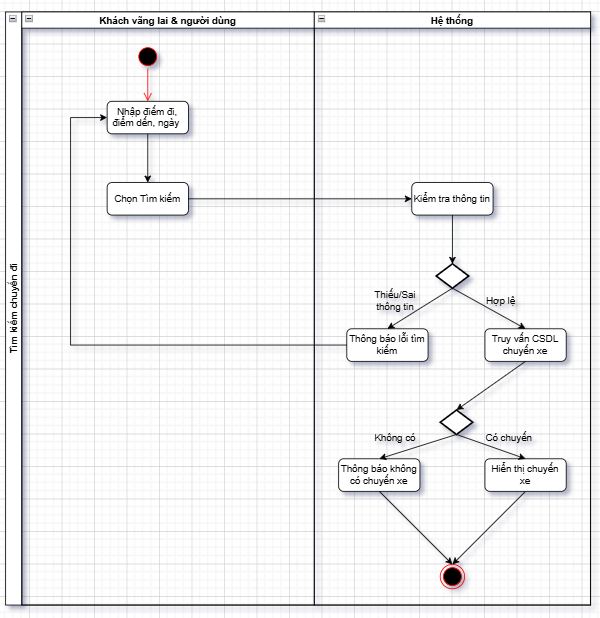 Khách vãng lai & người dùng
Hệ thống
Tìm kiếm chuyến đi
Nhập điểm đi,
điểm đến, ngày
Chọn Tìm kiếm
Kiểm tra thông tin
Thiếu/Sai
thông tin
Hợp lệ
Thông báo lỗi tìm
kiếm
Truy vấn CSDL
chuyến xe
Không có
Có chuyến
Thông báo không
có chuyến xe
Hiển thị chuyến
xe